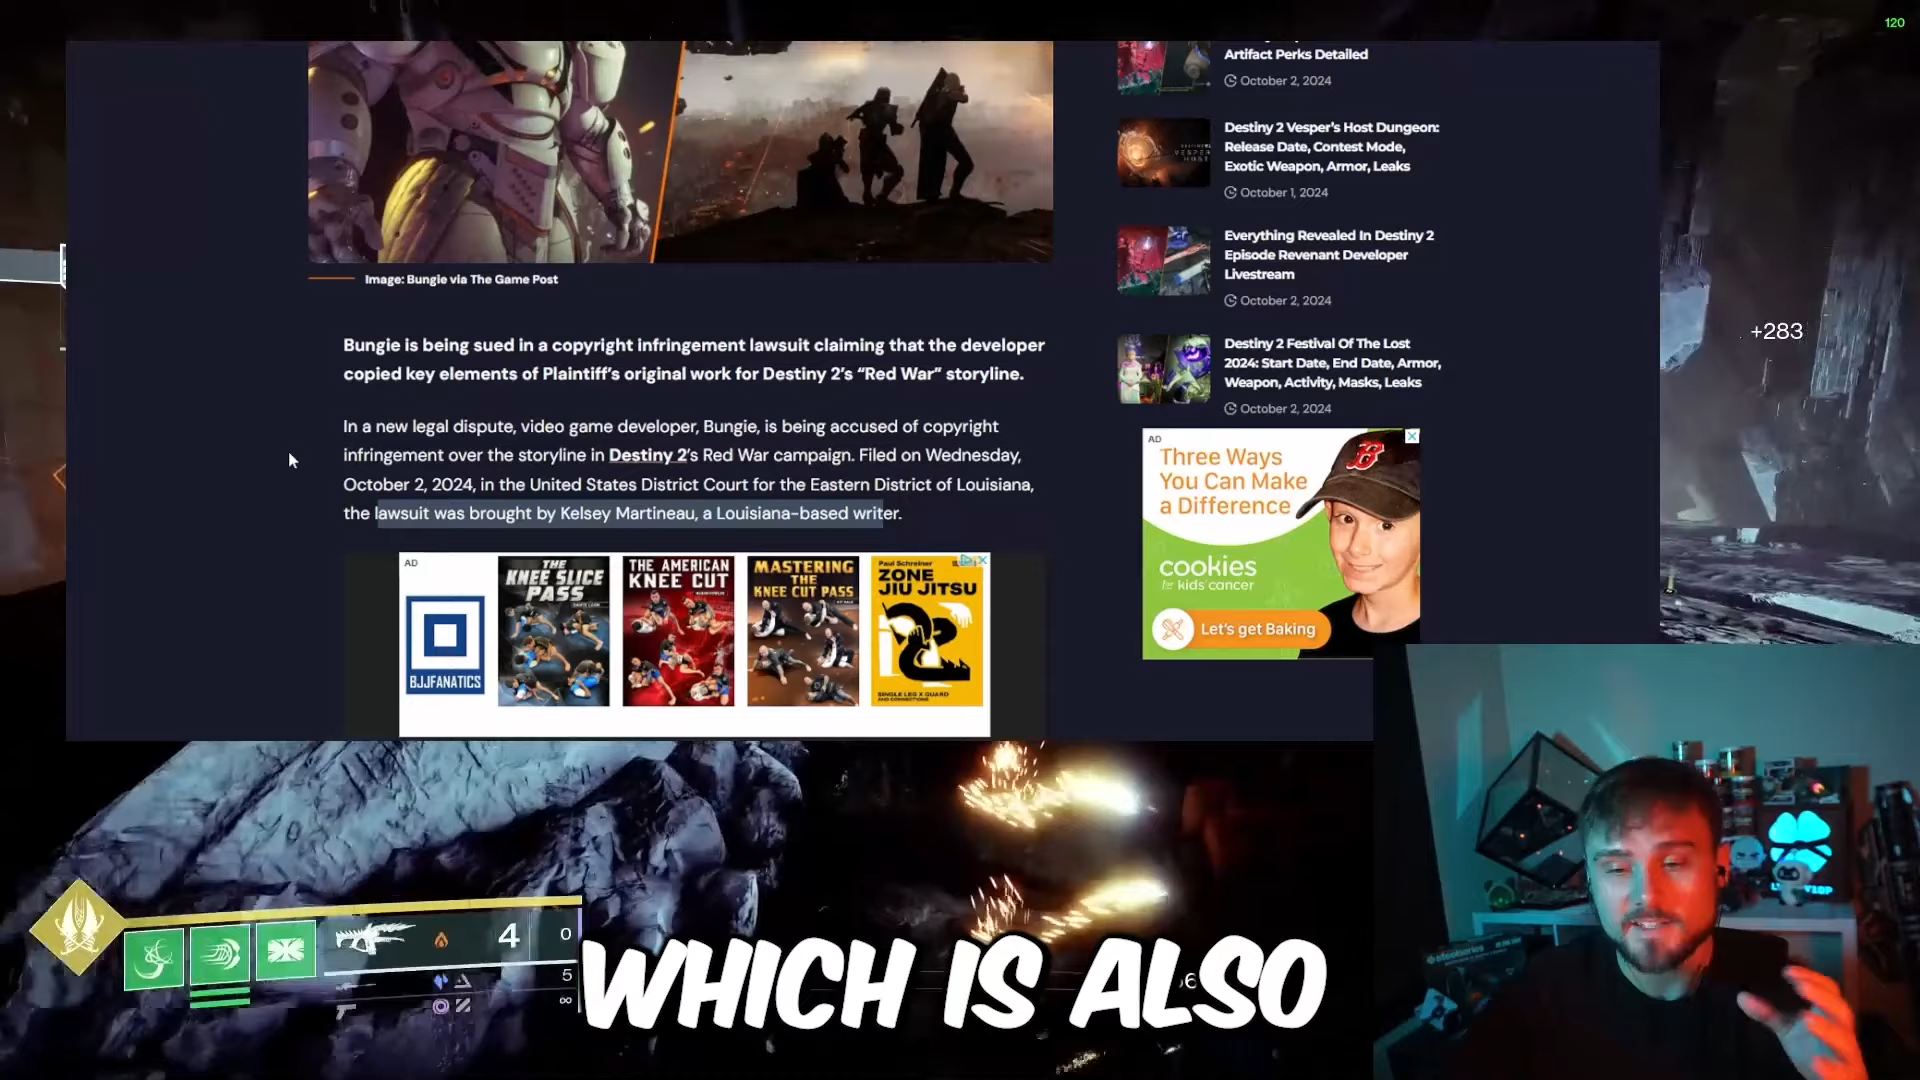 120
Artifact Perks Detailed
October 2, 2024
Destiny 2 Vesper's Host Dungeon:
Release Date, Contest Mode,
Exotic Weapon, Armor, Leaks
October 1, 2024
Everything Revealed In Destiny 2
Episode Revenant Developer
Livestream
October 2, 2024
Destiny 2 Festival Of The Lost
2024: Start Date, End Date, Armor,
Weapon, Activity, Masks, Leaks
October 2, 2024
+283
Image: Bungie via The Game Post
Bungie is being sued in a copyright infringement lawsuit claiming that the developer
copied key elements of Plaintiff's original work for Destiny 2's “Red War” storyline.
In a new legal dispute, video game developer, Bungie, is being accused of copyright
infringement over the storyline in Destiny 2's Red War campaign. Filed on Wednesday,
October 2, 2024, in the United States District Court for the Eastern District of Louisiana,
the lawsuit was brought by Kelsey Martineau, a Louisiana-based writer.
AD
Three Ways
You Can Make
a Difference
B
cookies
for kids cancer
Let's get Baking
AD
BJJFANATICS
THE
KNEE SLICE
PASS
THE AMERICAN
KNEE CUT
MASTERING
THE
KNEE CUT PASS
Paul Schreiner
ZONE
JIU JITSU
SINGLE LEG X GUARD
AND CONNECTIONS
4
0
5
∞
WHICH IS ALSO
steelseries